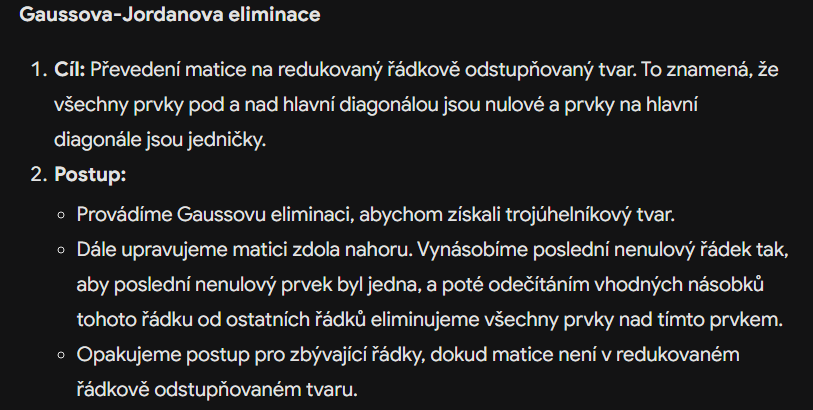 Gaussova-Jordanova eliminace
1. Cíl: Převedení matice na redukovaný řádkově odstupňovaný tvar. To znamená, že
všechny prvky pod a nad hlavní diagonálou jsou nulové a prvky na hlavní
diagonále jsou jedničky.
2. Postup:
○ Provádíme Gaussovu eliminaci, abychom získali trojúhelníkový tvar.
○ Dále upravujeme matici zdola nahoru. Vynásobíme poslední nenulový řádek tak,
aby poslední nenulový prvek byl jedna, a poté odečítáním vhodných násobků
tohoto řádku od ostatních řádků eliminujeme všechny prvky nad tímto prvkem.
○ Opakujeme postup pro zbývající řádky, dokud matice není v redukovaném
řádkově odstupňovaném tvaru.